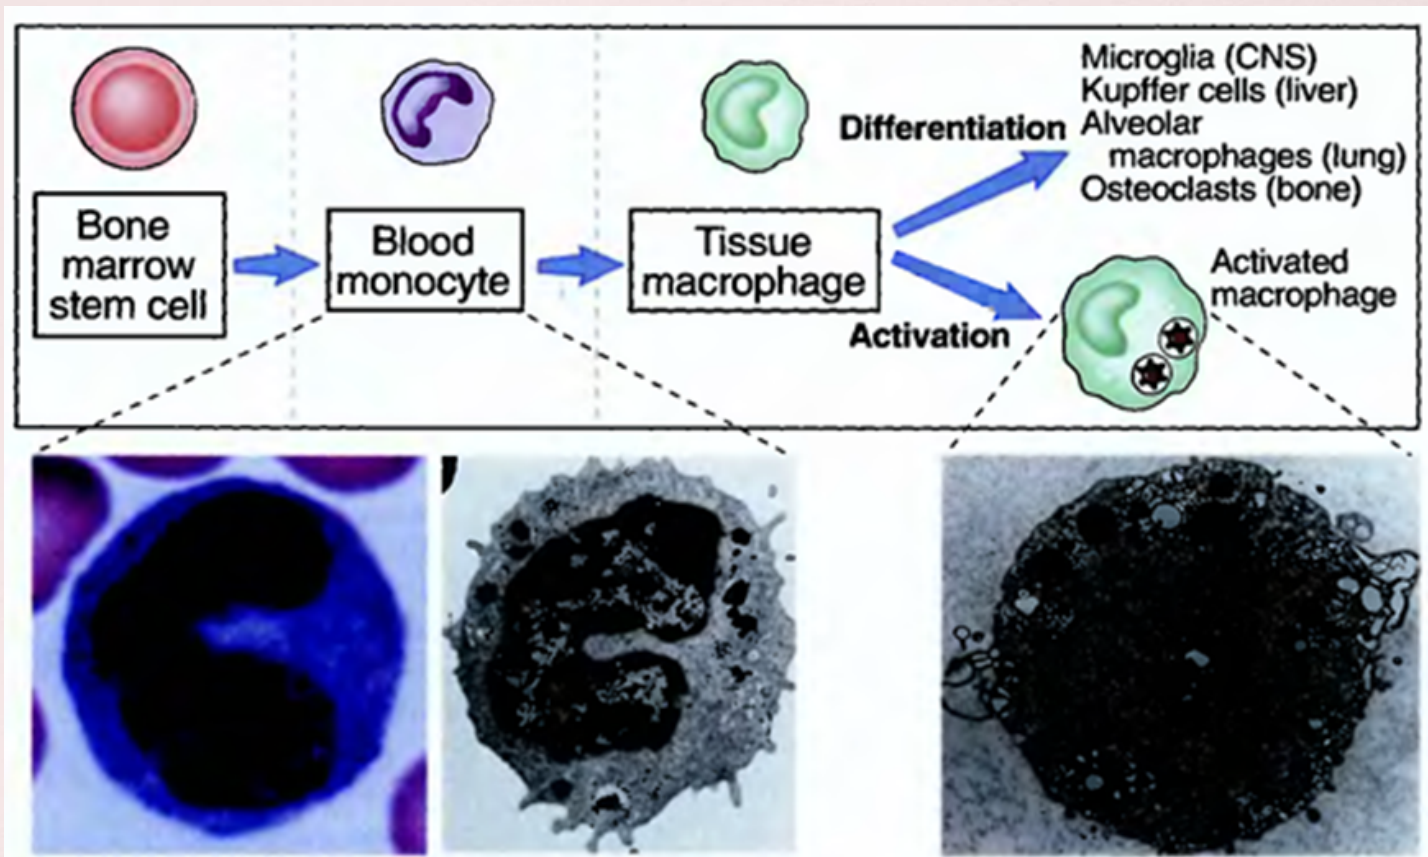 Bone
marrow
stem cell
Blood
monocyte
Tissue
macrophage
Differentiation
Microglia (CNS)
Kupffer cells (liver)
Alveolar
macrophages (lung)
Osteoclasts (bone)
Activation
Activated
macrophage